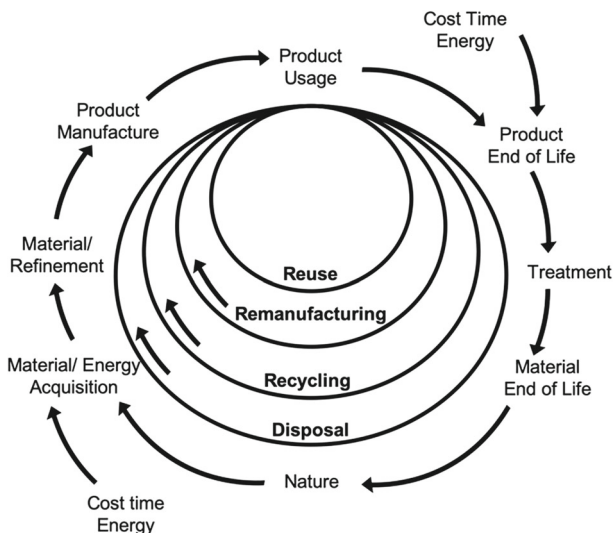 Cost Time
Energy
Product
Usage
Product
Manufacture
Product
End of Life
Material/
Refinement
Reuse
Treatment
Remanufacturing
Material/ Energy
Acquisition
Recycling
Material
End of Life
Disposal
Nature
Cost time
Energy